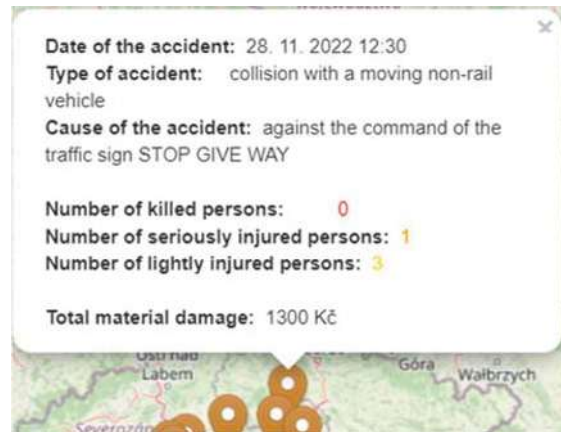 ×
Date of the accident: 28. 11. 2022 12:30
Type of accident: collision with a moving non-rail
vehicle
Cause of the accident: against the command of the
traffic sign STOP GIVE WAY
Number of killed persons: 0
Number of seriously injured persons: 1
Number of lightly injured persons: 3
Total material damage: 1300 Kč
Labem
Góra
Wałbrzych